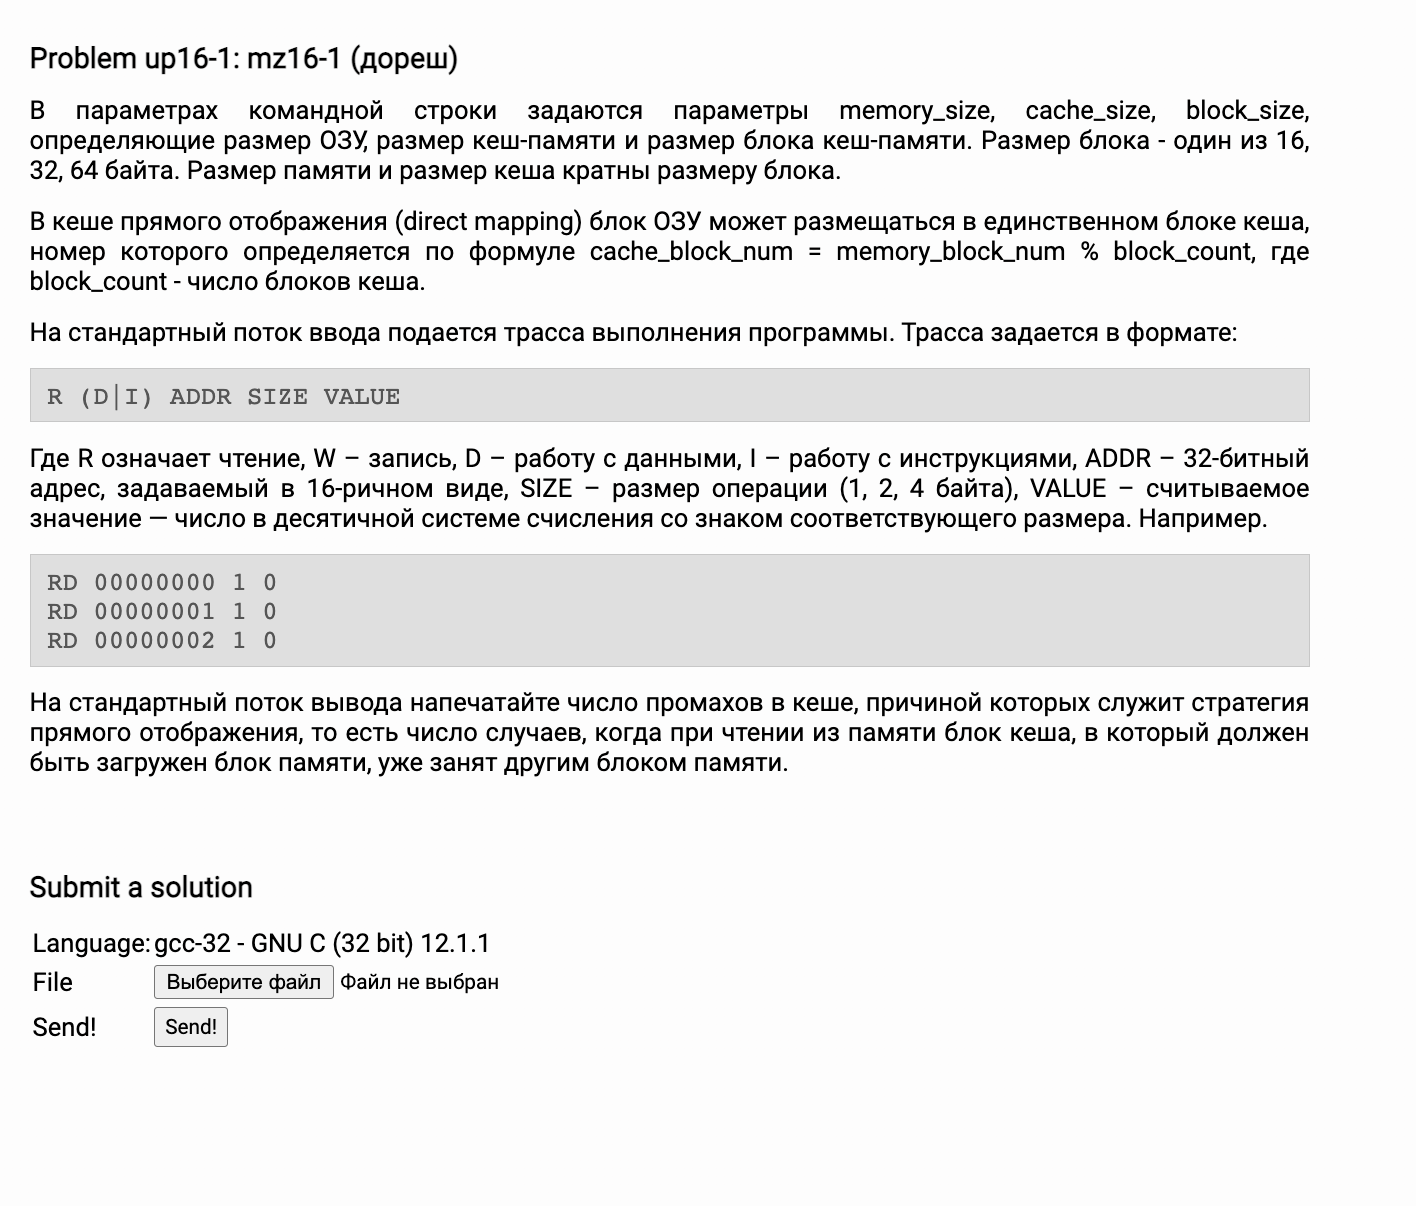 Problem up16-1: mz16-1 (дореш)
В параметрах командной строки задаются параметры memory_size, cache_size, block_size,
определяющие размер ОЗУ, размер кеш-памяти и размер блока кеш-памяти. Размер блока - один из 16,
32, 64 байта. Размер памяти и размер кеша кратны размеру блока.
В кеше прямого отображения (direct mapping) блок ОЗУ может размещаться в единственном блоке кеша,
номер которого определяется по формуле cache_block_num = memory_block_num % block_count, где
block_count - число блоков кеша.
На стандартный поток ввода подается трасса выполнения программы. Трасса задается в формате:
R (D|I) ADDR SIZE VALUE
Где R означает чтение, W – запись, D – работу с данными, I – работу с инструкциями, ADDR – 32-битный
адрес, задаваемый в 16-ричном виде, SIZE – размер операции (1, 2, 4 байта), VALUE – считываемое
значение — число в десятичной системе счисления со знаком соответствующего размера. Например.
RD 00000000 1 0
RD 00000001 1 0
RD 00000002 1 0
На стандартный поток вывода напечатайте число промахов в кеше, причиной которых служит стратегия
прямого отображения, то есть число случаев, когда при чтении из памяти блок кеша, в который должен
быть загружен блок памяти, уже занят другим блоком памяти.
Submit a solution
Language: gcc-32 - GNU C (32 bit) 12.1.1
File Выберите файл Файл не выбран
Send! Send!